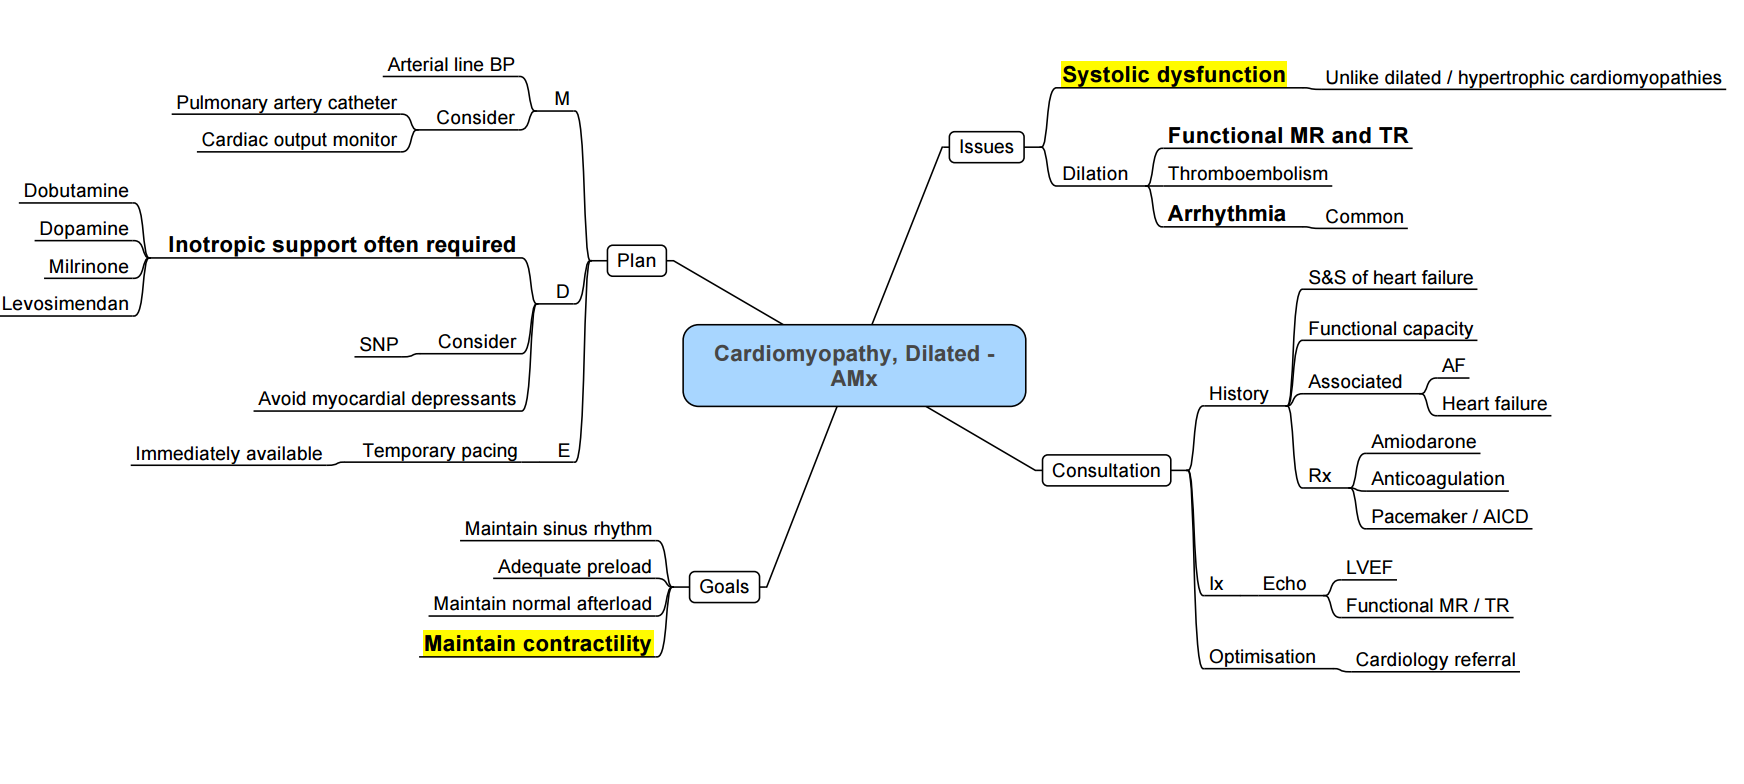 Cardiomyopathy, Dilated -
AMx
Issues
Systolic dysfunction
Unlike dilated / hypertrophic cardiomyopathies
Dilation
Functional MR and TR
Thromboembolism
Arrhythmia
Common
Consultation
History
S&S of heart failure
Functional capacity
Associated
AF
Heart failure
Rx
Amiodarone
Anticoagulation
Pacemaker / AICD
Ix
Echo
LVEF
Functional MR / TR
Optimisation
Cardiology referral
Goals
Maintain sinus rhythm
Adequate preload
Maintain normal afterload
Maintain contractility
Plan
M
Arterial line BP
Consider
Pulmonary artery catheter
Cardiac output monitor
D
Inotropic support often required
Dobutamine
Dopamine
Milrinone
Levosimendan
Consider
SNP
Avoid myocardial depressants
E
Temporary pacing
Immediately available